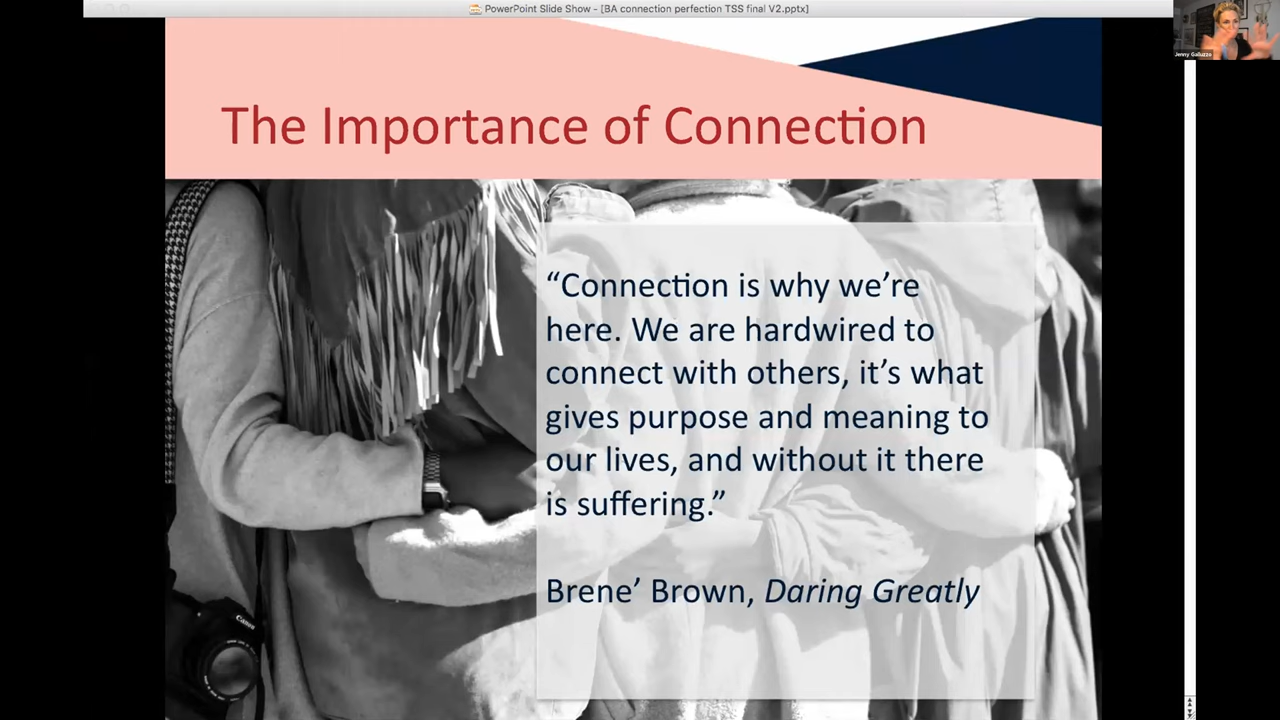 PowerPoint Slide Show - [BA connection perfection TSS final V2.pptx]
Jenny Galluzzo
The Importance of Connection
“Connection is why we’re
here. We are hardwired to
connect with others, it’s what
gives purpose and meaning to
our lives, and without it there
is suffering.”
Brene’ Brown, Daring Greatly
Canon